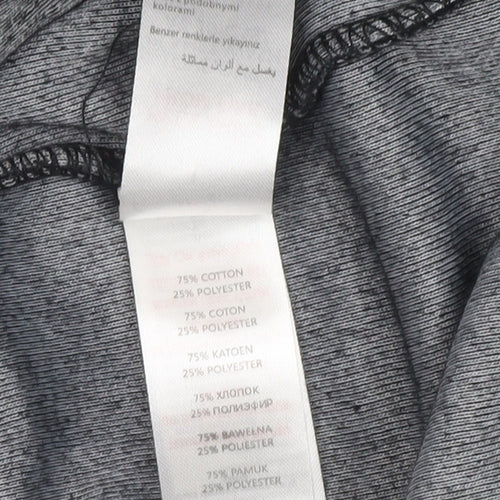 podobnymi
kolorami
Benzer renklerle yıkayınız
يغسل مع ألوان مماثلة
75% COTTON
25% POLYESTER
75% COTON
25% POLYESTER
75% KATOEN
25% POLYESTER
75% ХЛОПОК
25% ПОЛИЭФИР
75% BAWEŁNA
25% POLIESTER
75% PAMUK
25% POLYESTER